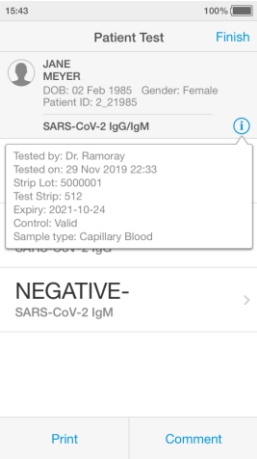 15:43 100%
Patient Test Finish
JANE
MEYER
DOB: 02 Feb 1985 Gender: Female
Patient ID: 2_21985
SARS-CoV-2 IgG/IgM
Tested by: Dr. Ramoray
Tested on: 29 Nov 2019 22:33
Strip Lot: 5000001
Test Strip: 512
Expiry: 2021-10-24
Control: Valid
Sample type: Capillary Blood
SARS-CoV-2 IgG
NEGATIVE-
SARS-CoV-2 IgM
Print Comment